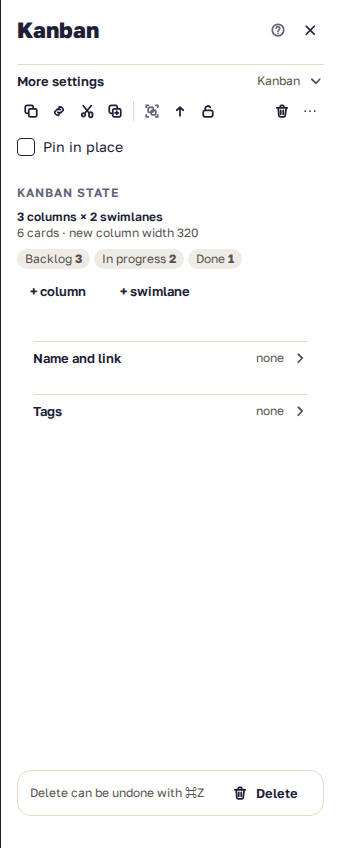 Kanban
More settings Kanban
Pin in place
KANBAN STATE
3 columns × 2 swimlanes
6 cards · new column width 320
Backlog 3 In progress 2 Done 1
+ column + swimlane
Name and link none
Tags none
Delete can be undone with ⌘Z Delete